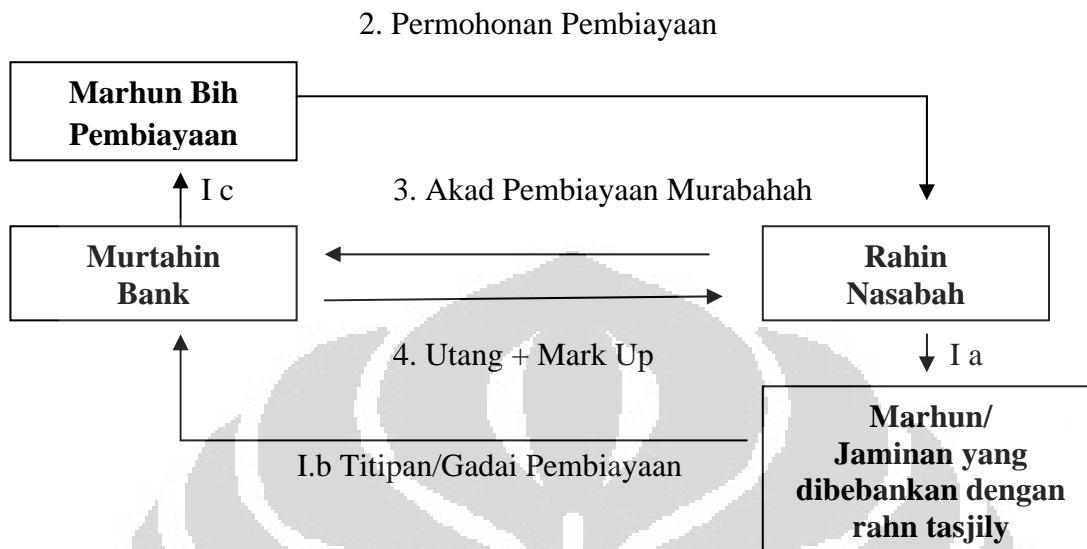 2. Permohonan Pembiayaan
Marhun Bih
Pembiayaan
I c
3. Akad Pembiayaan Murabahah
Murtahin
Bank
Rahin
Nasabah
4. Utang + Mark Up
I a
Marhun/
Jaminan yang
dibebankan dengan
rahn tasjily
I.b Titipan/Gadai Pembiayaan